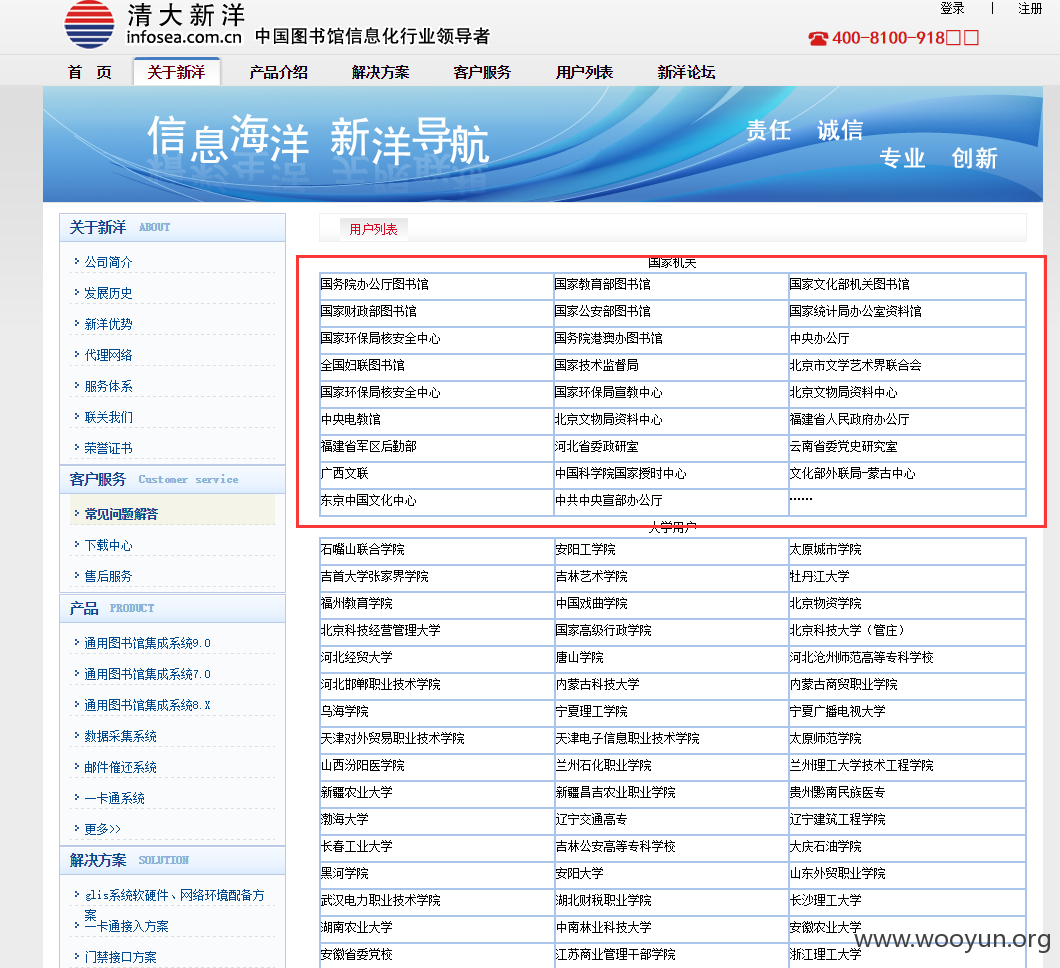 清大新洋
infosea.com.cn 中国图书馆信息化行业领导者
登录 | 注册
400-8100-918□□
首 页 关于新洋 产品介绍 解决方案 客户服务 用户列表 新洋论坛
信息海洋 新洋导航
责任 诚信
专业 创新
关于新洋 ABOUT
公司简介
发展历史
新洋优势
代理网络
服务体系
联关我们
荣誉证书
客户服务 Customer service
常见问题解答
下载中心
售后服务
产品 PRODUCT
通用图书馆集成系统9.0
通用图书馆集成系统7.0
通用图书馆集成系统8.X
数据采集系统
邮件催还系统
一卡通系统
更多>>
解决方案 SOLUTION
glis系统软硬件、网络环境配备方
案
一卡通接入方案
门禁接口方案
用户列表
国家机关
国务院办公厅图书馆 国家教育部图书馆 国家文化部机关图书馆
国家财政部图书馆 国家公安部图书馆 国家统计局办公室资料馆
国家环保局核安全中心 国务院港澳办图书馆 中央办公厅
全国妇联图书馆 国家技术监督局 北京市文学艺术界联合会
国家环保局核安全中心 国家环保局宣教中心 北京文物局资料中心
中央电教馆 北京文物局资料中心 福建省人民政府办公厅
福建省军区后勤部 河北省委政研室 云南省委党史研究室
广西文联 中国科学院国家授时中心 文化部外联局-蒙古中心
东京中国文化中心 中共中央宣部办公厅 ……
大学用户
石嘴山联合学院 安阳工学院 太原城市学院
吉首大学张家界学院 吉林艺术学院 牡丹江大学
福州教育学院 中国戏曲学院 北京物资学院
北京科技经营管理大学 国家高级行政学院 北京科技大学（管庄）
河北经贸大学 唐山学院 河北沧州师范高等专科学校
河北邯郸职业技术学院 内蒙古科技大学 内蒙古商贸职业学院
乌海学院 宁夏理工学院 宁夏广播电视大学
天津对外贸易职业技术学院 天津电子信息职业技术学院 太原师范学院
山西汾阳医学院 兰州石化职业学院 兰州理工大学技术工程学院
新疆农业大学 新疆昌吉农业职业学院 贵州黔南民族医专
渤海大学 辽宁交通高专 辽宁建筑工程学院
长春工业大学 吉林公安高等专科学校 大庆石油学院
黑河学院 安阳大学 山东外贸职业学院
武汉电力职业技术学院 湖北财税职业学院 长沙理工大学
湖南农业大学 中南林业科技大学 安徽农业大学
安徽省委党校 江苏商业管理干部学院 浙江理工大学
www.wooyun.org